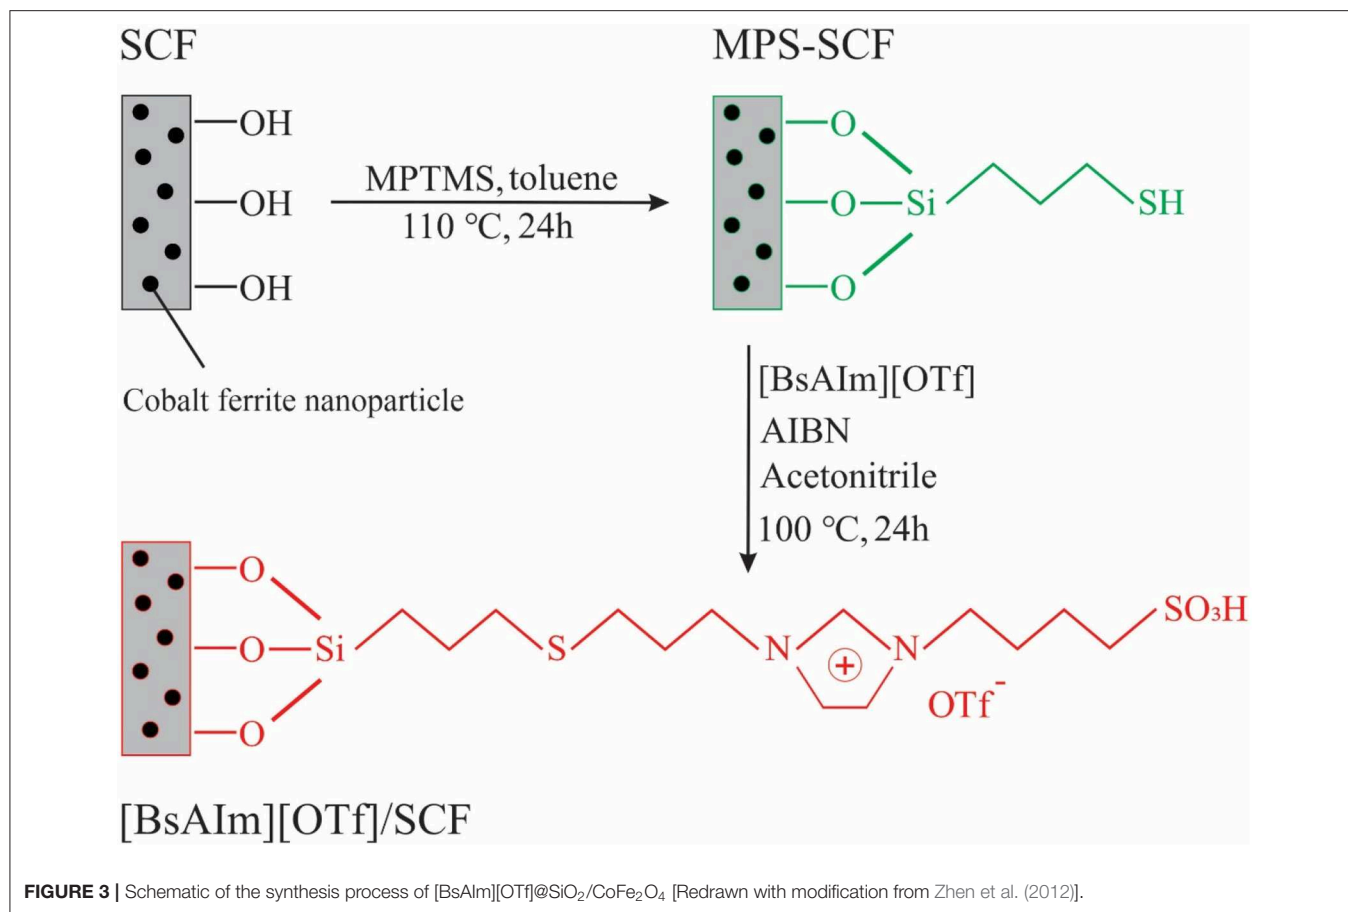 SCF
MPS-SCF
OH
OH
OH
MPTMS, toluene
110 °C, 24h
O
O
Si
SH
O
Cobalt ferrite nanoparticle
[BsAIm][OTf]
AIBN
Acetonitrile
100 °C, 24h
O
O
Si
S
N
+
N
SO₃H
OTf⁻
O
[BsAIm][OTf]/SCF
FIGURE 3 | Schematic of the synthesis process of [BsAlm][OTf]@SiO₂/CoFe₂O₄ [Redrawn with modification from Zhen et al. (2012)].